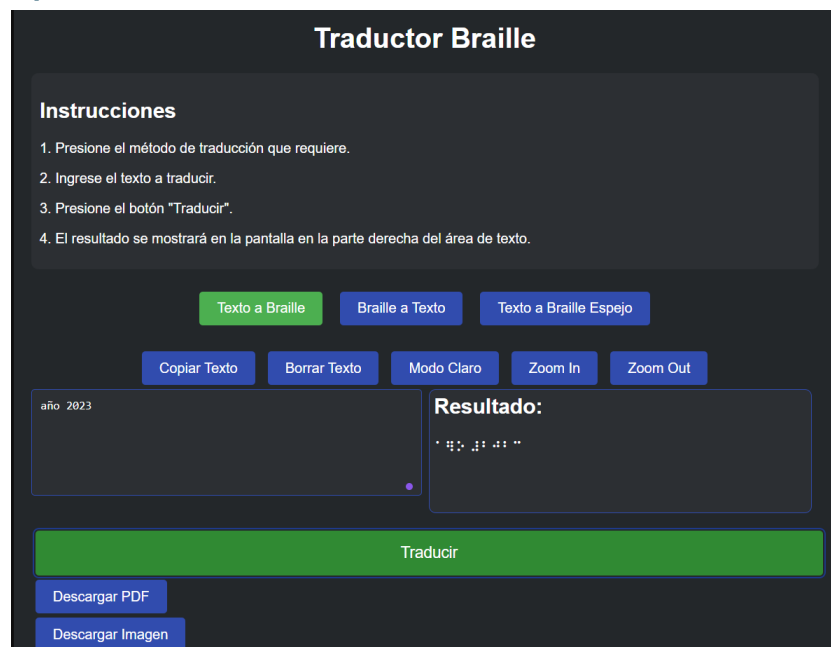 Traductor Braille
Instrucciones
1. Presione el método de traducción que requiere.
2. Ingrese el texto a traducir.
3. Presione el botón "Traducir".
4. El resultado se mostrará en la pantalla en la parte derecha del área de texto.
Texto a Braille Braille a Texto Texto a Braille Espejo
Copiar Texto Borrar Texto Modo Claro Zoom In Zoom Out
año 2023
Resultado:
⠁⠻⠕ ⠼⠃⠚⠃⠉
Traducir
Descargar PDF
Descargar Imagen